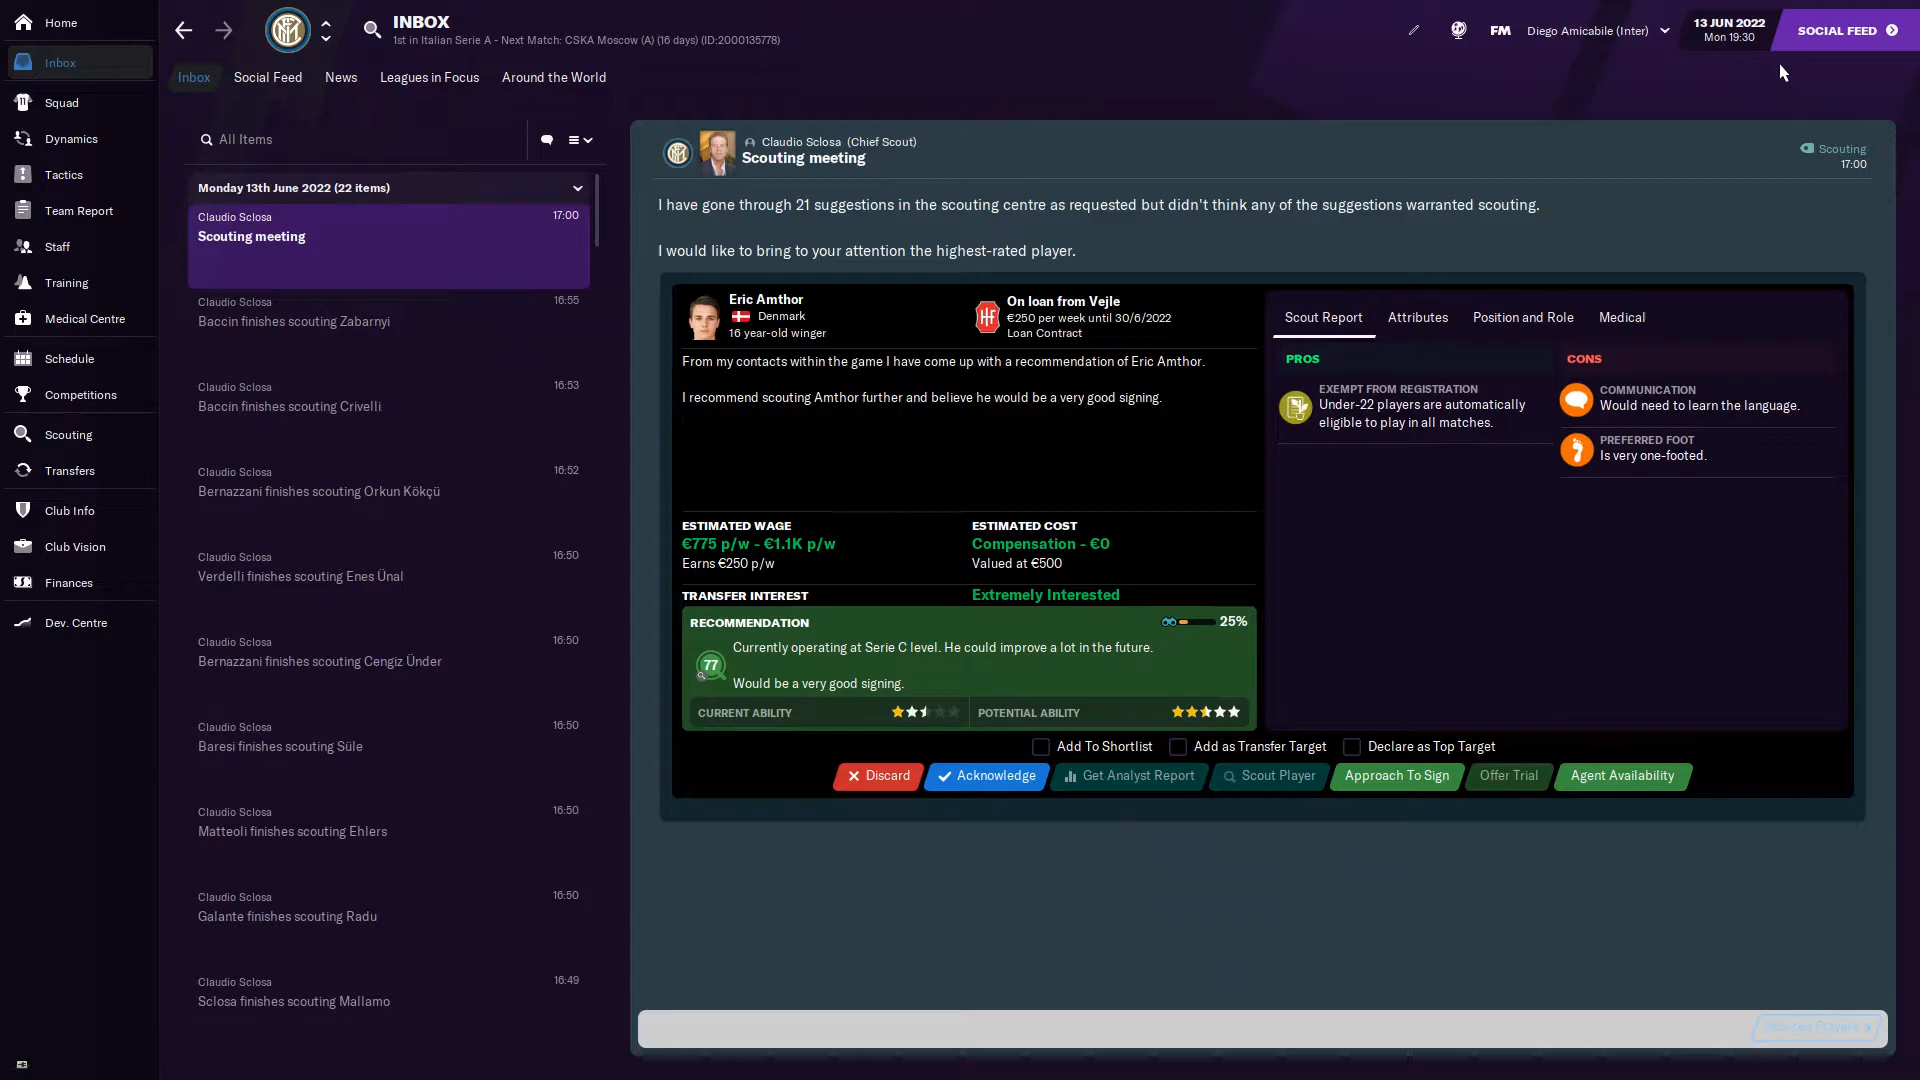 Home
Inbox
Squad
Dynamics
Tactics
Team Report
Staff
Training
Medical Centre
Schedule
Competitions
Scouting
Transfers
Club Info
Club Vision
Finances
Dev. Centre
INBOX
1st in Italian Serie A - Next Match: CSKA Moscow (A) (16 days) (ID:2000135778)
FM
Diego Amicabile (Inter)
13 JUN 2022
Mon 19:30
SOCIAL FEED
Inbox
Social Feed
News
Leagues in Focus
Around the World
All Items
Monday 13th June 2022 (22 items)
Claudio Sclosa 17:00
Scouting meeting
Claudio Sclosa 16:55
Baccin finishes scouting Zabarnyi
Claudio Sclosa 16:53
Baccin finishes scouting Crivelli
Claudio Sclosa 16:52
Bernazzani finishes scouting Orkun Kökçü
Claudio Sclosa 16:50
Verdelli finishes scouting Enes Ünal
Claudio Sclosa 16:50
Bernazzani finishes scouting Cengiz Ünder
Claudio Sclosa 16:50
Baresi finishes scouting Süle
Claudio Sclosa 16:50
Matteoli finishes scouting Ehlers
Claudio Sclosa 16:50
Galante finishes scouting Radu
Claudio Sclosa 16:49
Sclosa finishes scouting Mallamo
Claudio Sclosa (Chief Scout)
Scouting meeting
Scouting
17:00
I have gone through 21 suggestions in the scouting centre as requested but didn't think any of the suggestions warranted scouting.
I would like to bring to your attention the highest-rated player.
Eric Amthor
Denmark
16 year-old winger
On loan from Vejle
€250 per week until 30/6/2022
Loan Contract
From my contacts within the game I have come up with a recommendation of Eric Amthor.
I recommend scouting Amthor further and believe he would be a very good signing.
ESTIMATED WAGE
€775 p/w - €1.1K p/w
Earns €250 p/w
ESTIMATED COST
Compensation - €0
Valued at €500
TRANSFER INTEREST
Extremely Interested
RECOMMENDATION
25%
77
Currently operating at Serie C level. He could improve a lot in the future.
Would be a very good signing.
CURRENT ABILITY
POTENTIAL ABILITY
Scout Report
Attributes
Position and Role
Medical
PROS
EXEMPT FROM REGISTRATION
Under-22 players are automatically
eligible to play in all matches.
CONS
COMMUNICATION
Would need to learn the language.
PREFERRED FOOT
Is very one-footed.
Add To Shortlist
Add as Transfer Target
Declare as Top Target
Discard
Acknowledge
Get Analyst Report
Scout Player
Approach To Sign
Offer Trial
Agent Availability